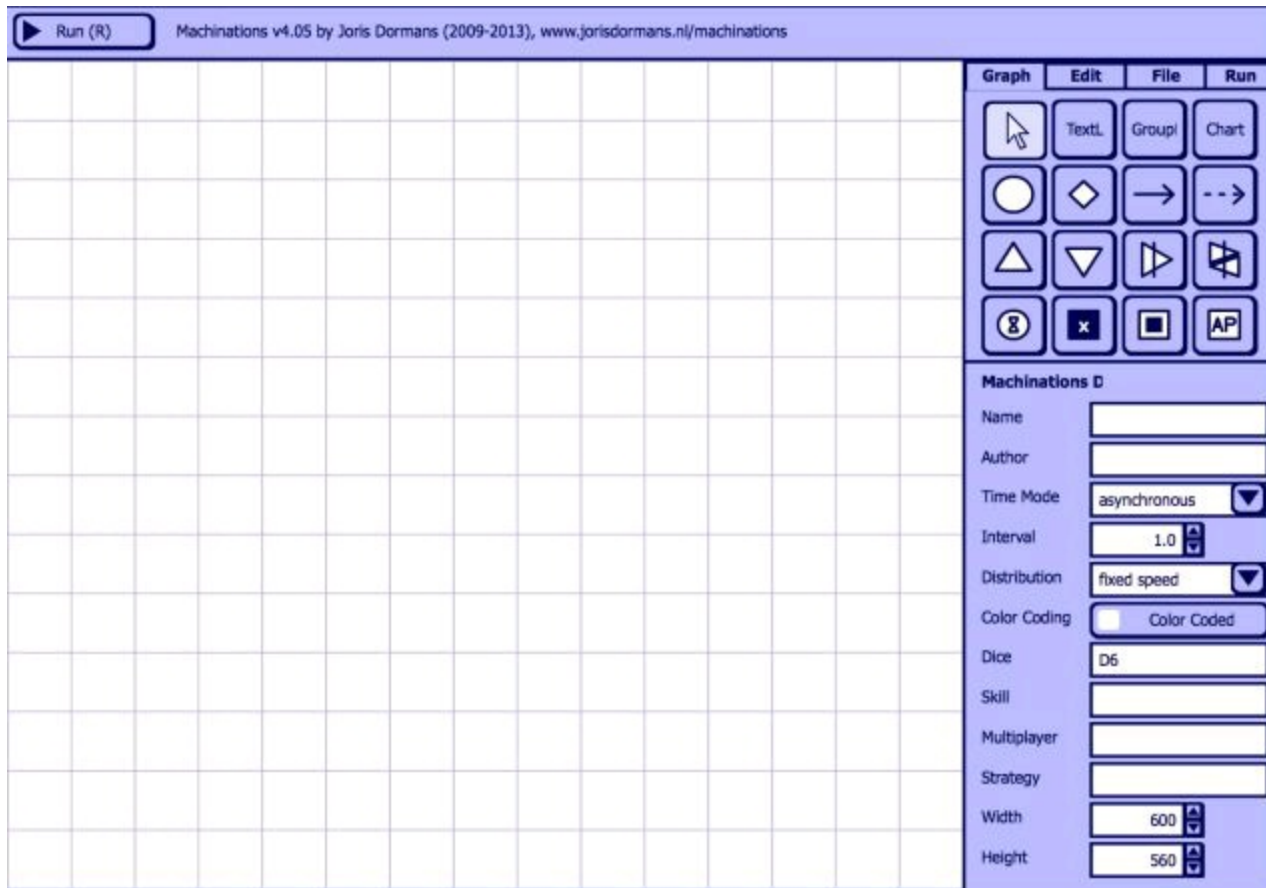 Run (R) Machinations v4.05 by Joris Dormans (2009-2013), www.jorisdormans.nl/machinations
Graph Edit File Run
TextL GroupI Chart
x AP
Machinations D
Name
Author
Time Mode asynchronous
Interval 1.0
Distribution fixed speed
Color Coding Color Coded
Dice D6
Skill
Multiplayer
Strategy
Width 600
Height 560